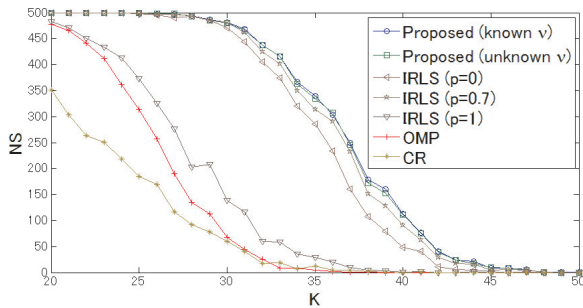 500
450
400
350
300
250
200
150
100
50
0
NS
20
25
30
35
40
45
50
K
Proposed (known ν)
Proposed (unknown ν)
IRLS (p=0)
IRLS (p=0.7)
IRLS (p=1)
OMP
CR